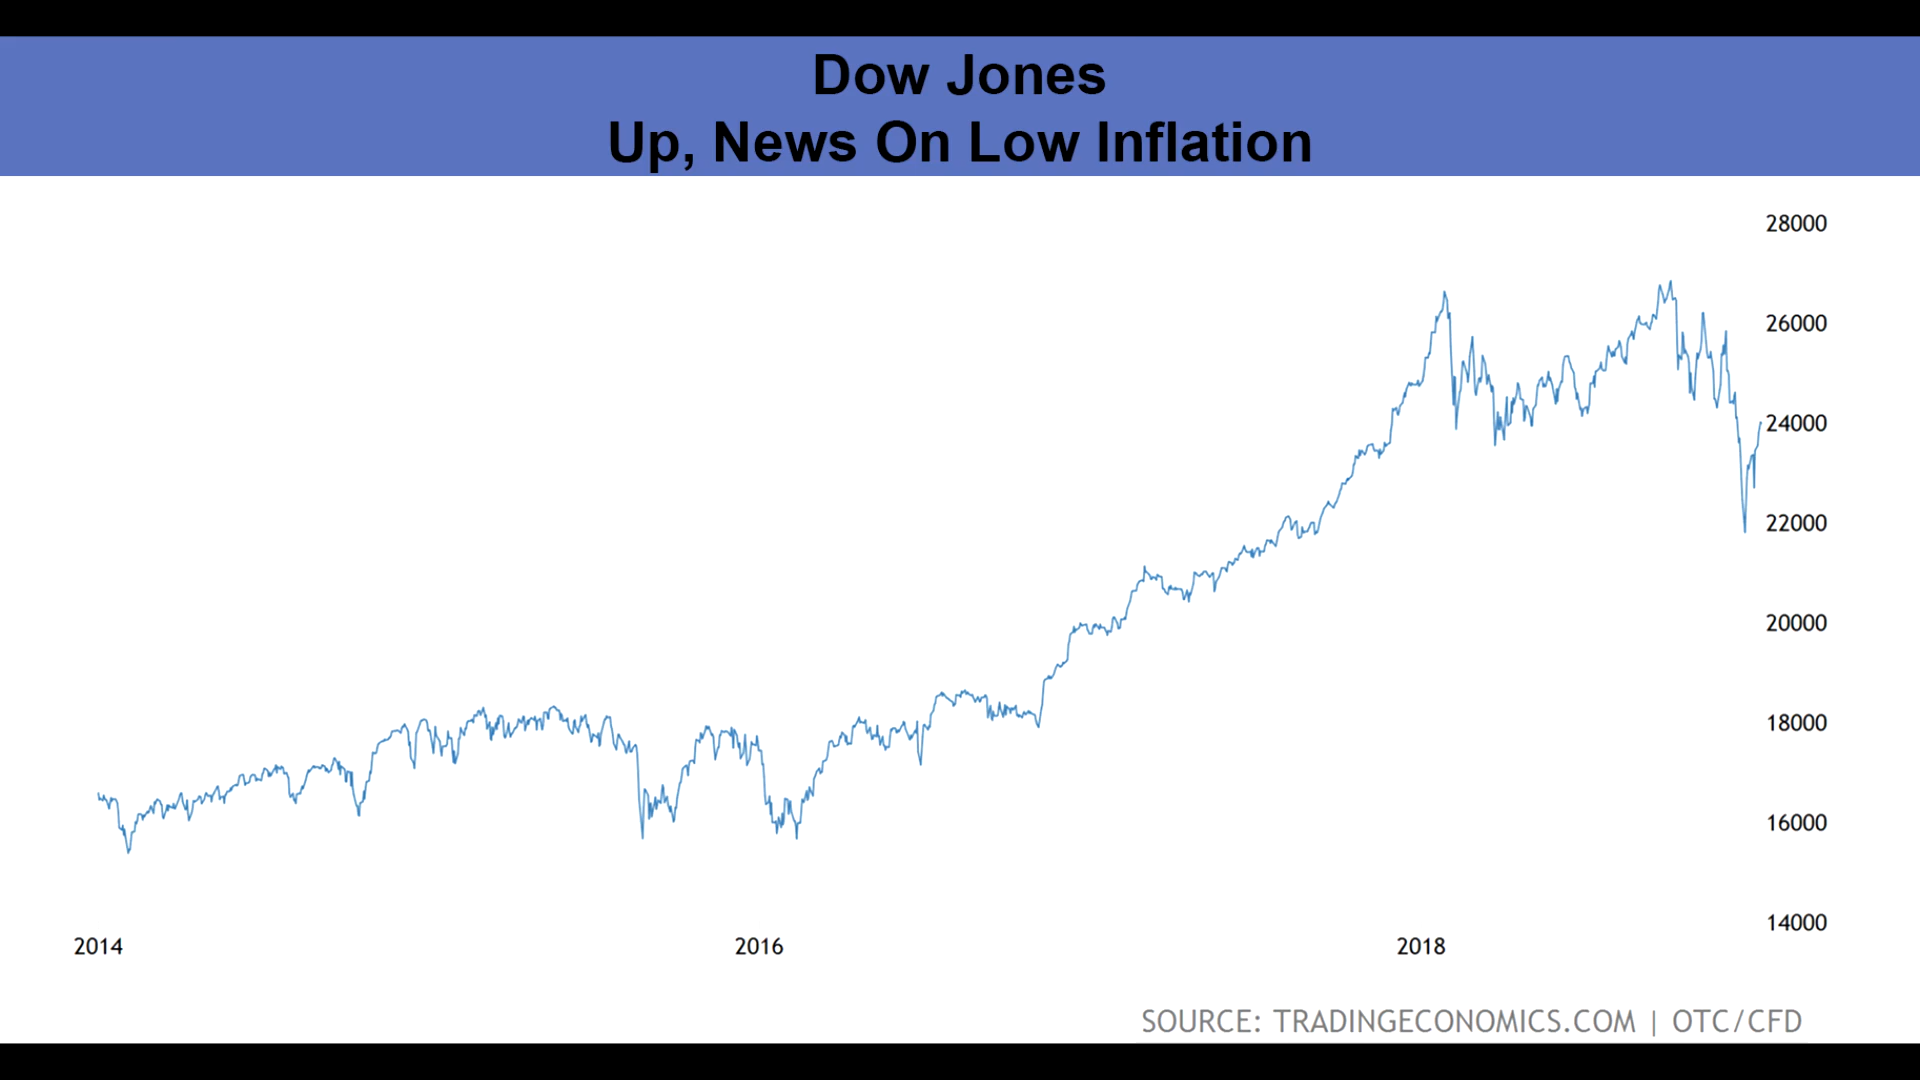 Dow Jones
Up, News On Low Inflation
28000
26000
24000
22000
20000
18000
16000
14000
2014 2016 2018
SOURCE: TRADINGECONOMICS.COM | OTC/CFD